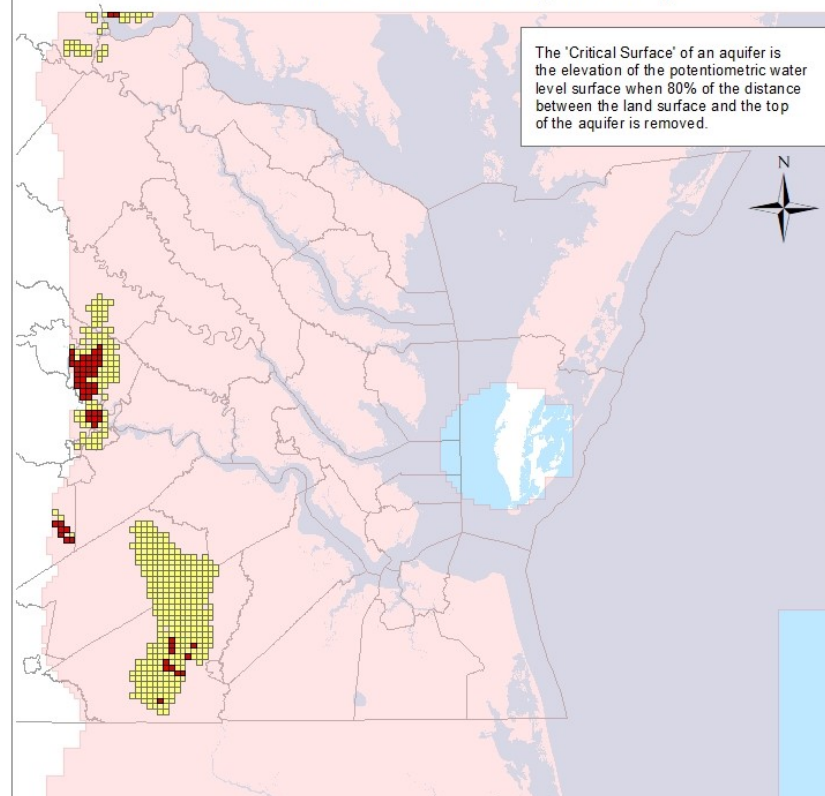 The 'Critical Surface' of an aquifer is
the elevation of the potentiometric water
level surface when 80% of the distance
between the land surface and the top
of the aquifer is removed.
N